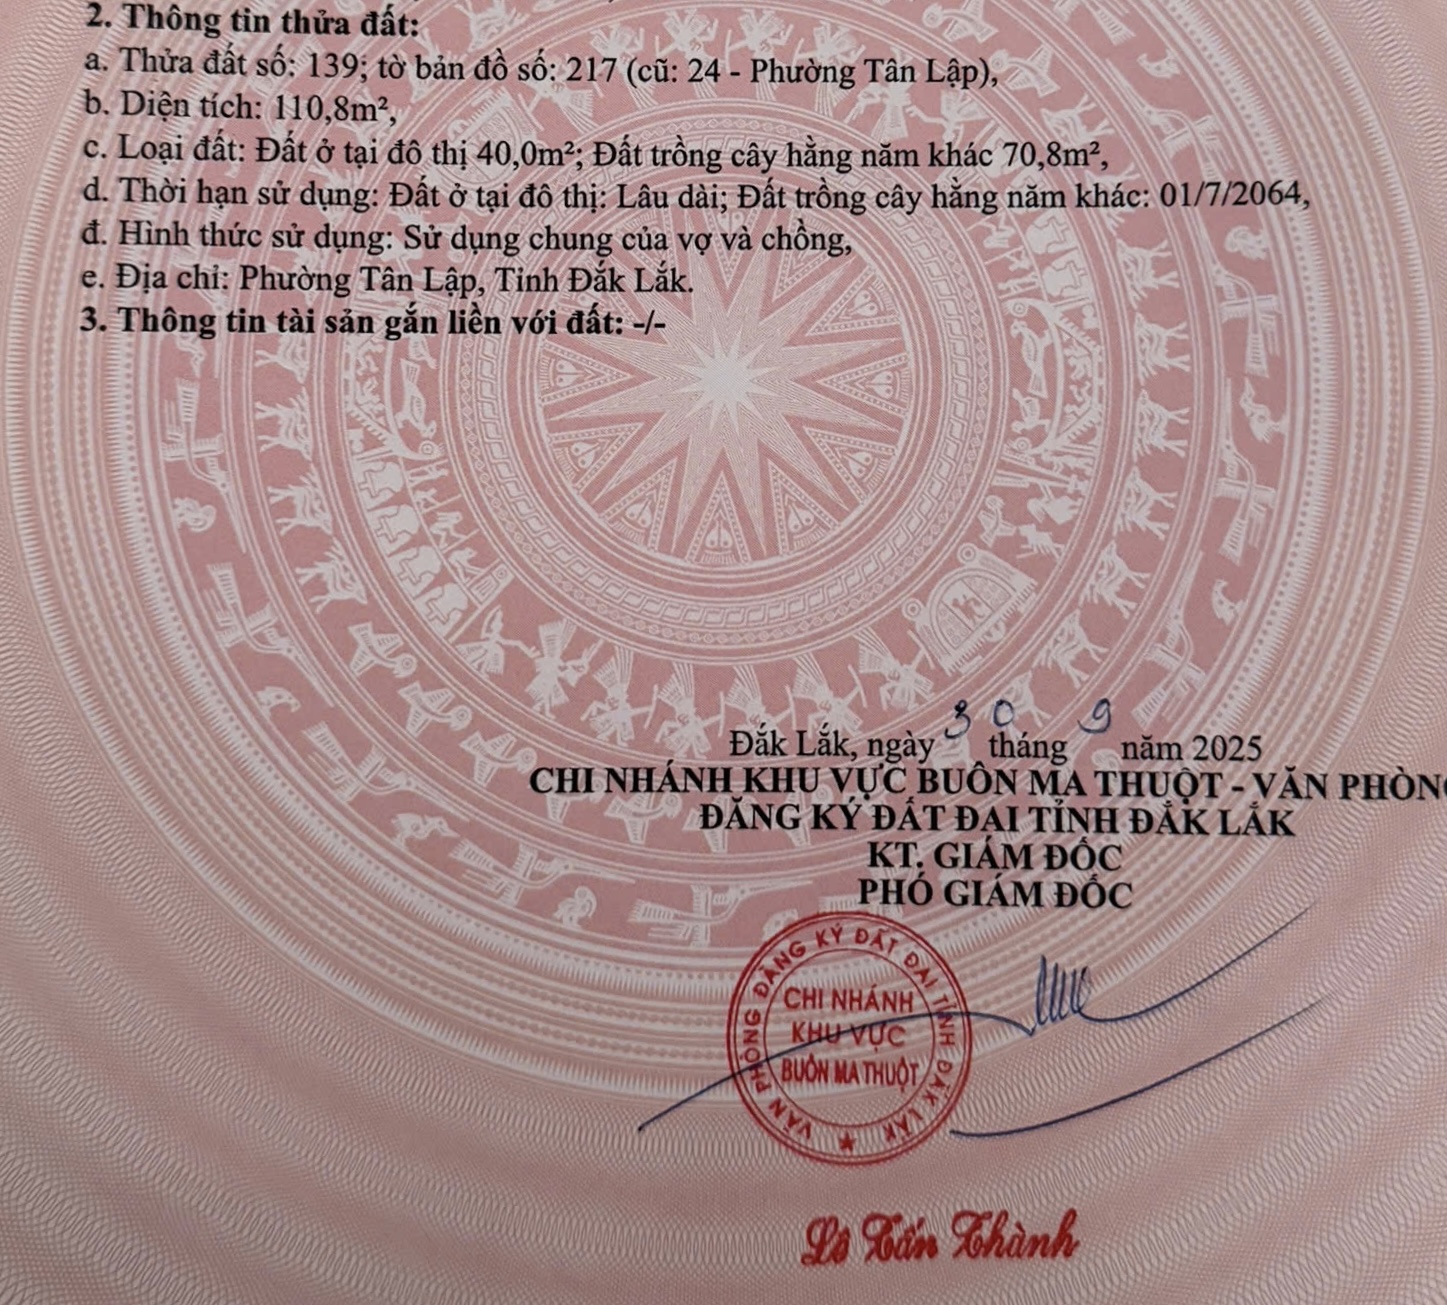 2. Thông tin thửa đất:
a. Thửa đất số: 139; tờ bản đồ số: 217 (cũ: 24 - Phường Tân Lập),
b. Diện tích: 110,8m²,
c. Loại đất: Đất ở tại đô thị 40,0m²; Đất trồng cây hằng năm khác 70,8m²,
d. Thời hạn sử dụng: Đất ở tại đô thị: Lâu dài; Đất trồng cây hằng năm khác: 01/7/2064,
đ. Hình thức sử dụng: Sử dụng chung của vợ và chồng,
e. Địa chỉ: Phường Tân Lập, Tỉnh Đắk Lắk.
3. Thông tin tài sản gắn liền với đất: -/-
Đắk Lắk, ngày 30 tháng 9 năm 2025
CHI NHÁNH KHU VỰC BUÔN MA THUỘT - VĂN PHÒNG
ĐĂNG KÝ ĐẤT ĐAI TỈNH ĐẮK LẮK
KT. GIÁM ĐỐC
PHÓ GIÁM ĐỐC
VĂN PHÒNG ĐĂNG KÝ ĐẤT ĐAI TỈNH ĐẮK LẮK
CHI NHÁNH
KHU VỰC
BUÔN MA THUỘT
Lê Tấn Thành